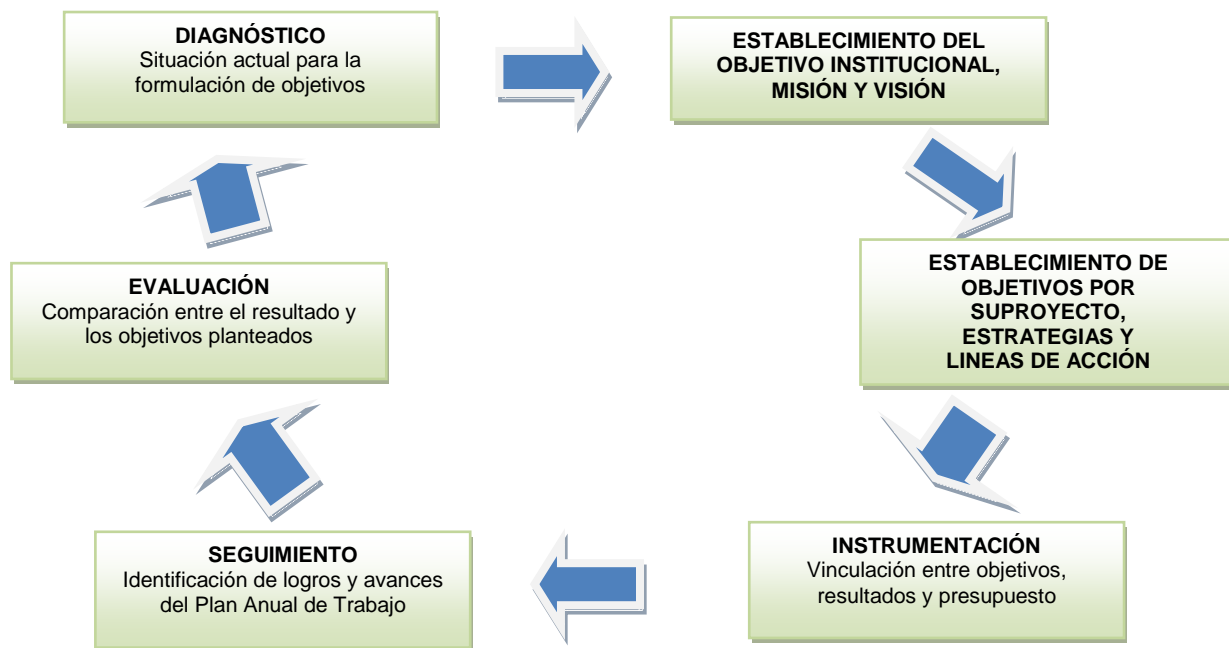 DIAGNÓSTICO
Situación actual para la
formulación de objetivos
ESTABLECIMIENTO DEL
OBJETIVO INSTITUCIONAL,
MISIÓN Y VISIÓN
ESTABLECIMIENTO DE
OBJETIVOS POR
SUPROYECTO,
ESTRATEGIAS Y
LINEAS DE ACCIÓN
INSTRUMENTACIÓN
Vinculación entre objetivos,
resultados y presupuesto
SEGUIMIENTO
Identificación de logros y avances
del Plan Anual de Trabajo
EVALUACIÓN
Comparación entre el resultado y
los objetivos planteados